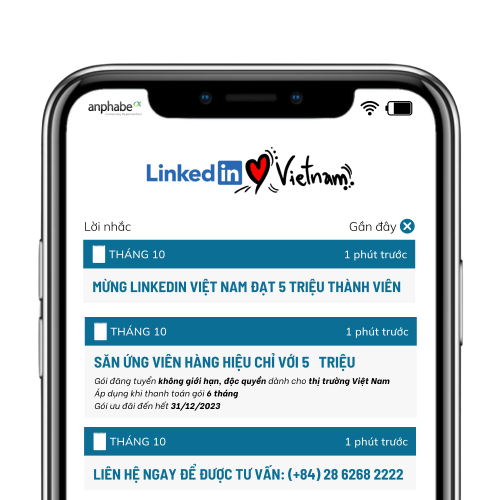 anphabe
Linked in Vietnam!
Lời nhắc
Gần đây
THÁNG 10
1 phút trước
MỪNG LINKEDIN VIỆT NAM ĐẠT 5 TRIỆU THÀNH VIÊN
THÁNG 10
1 phút trước
SĂN ỨNG VIÊN HÀNG HIỆU CHỈ VỚI 5 TRIỆU
Gói đăng tuyển không giới hạn, độc quyền dành cho thị trường Việt Nam
Áp dụng khi thanh toán gói 6 tháng
Gói ưu đãi đến hết 31/12/2023
THÁNG 10
1 phút trước
LIÊN HỆ NGAY ĐỂ ĐƯỢC TƯ VẤN: (+84) 28 6268 2222